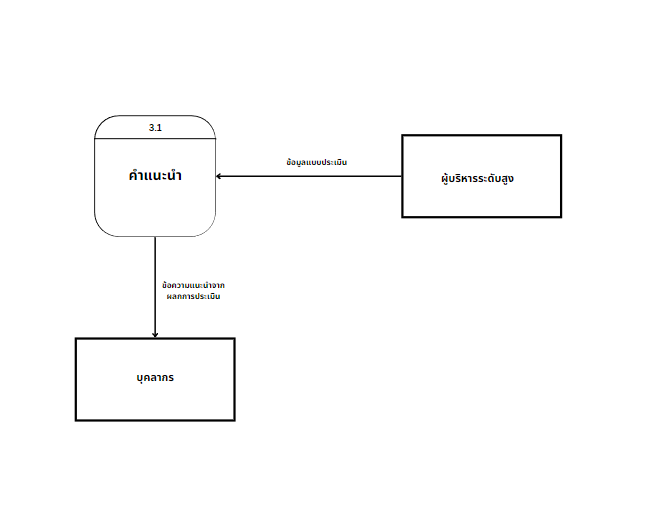 3.1
คำแนะนำ
ข้อมูลแบบประเมิน
ผู้บริหารระดับสูง
ข้อความแนะนำจาก
ผลกการประเมิน
บุคลากร